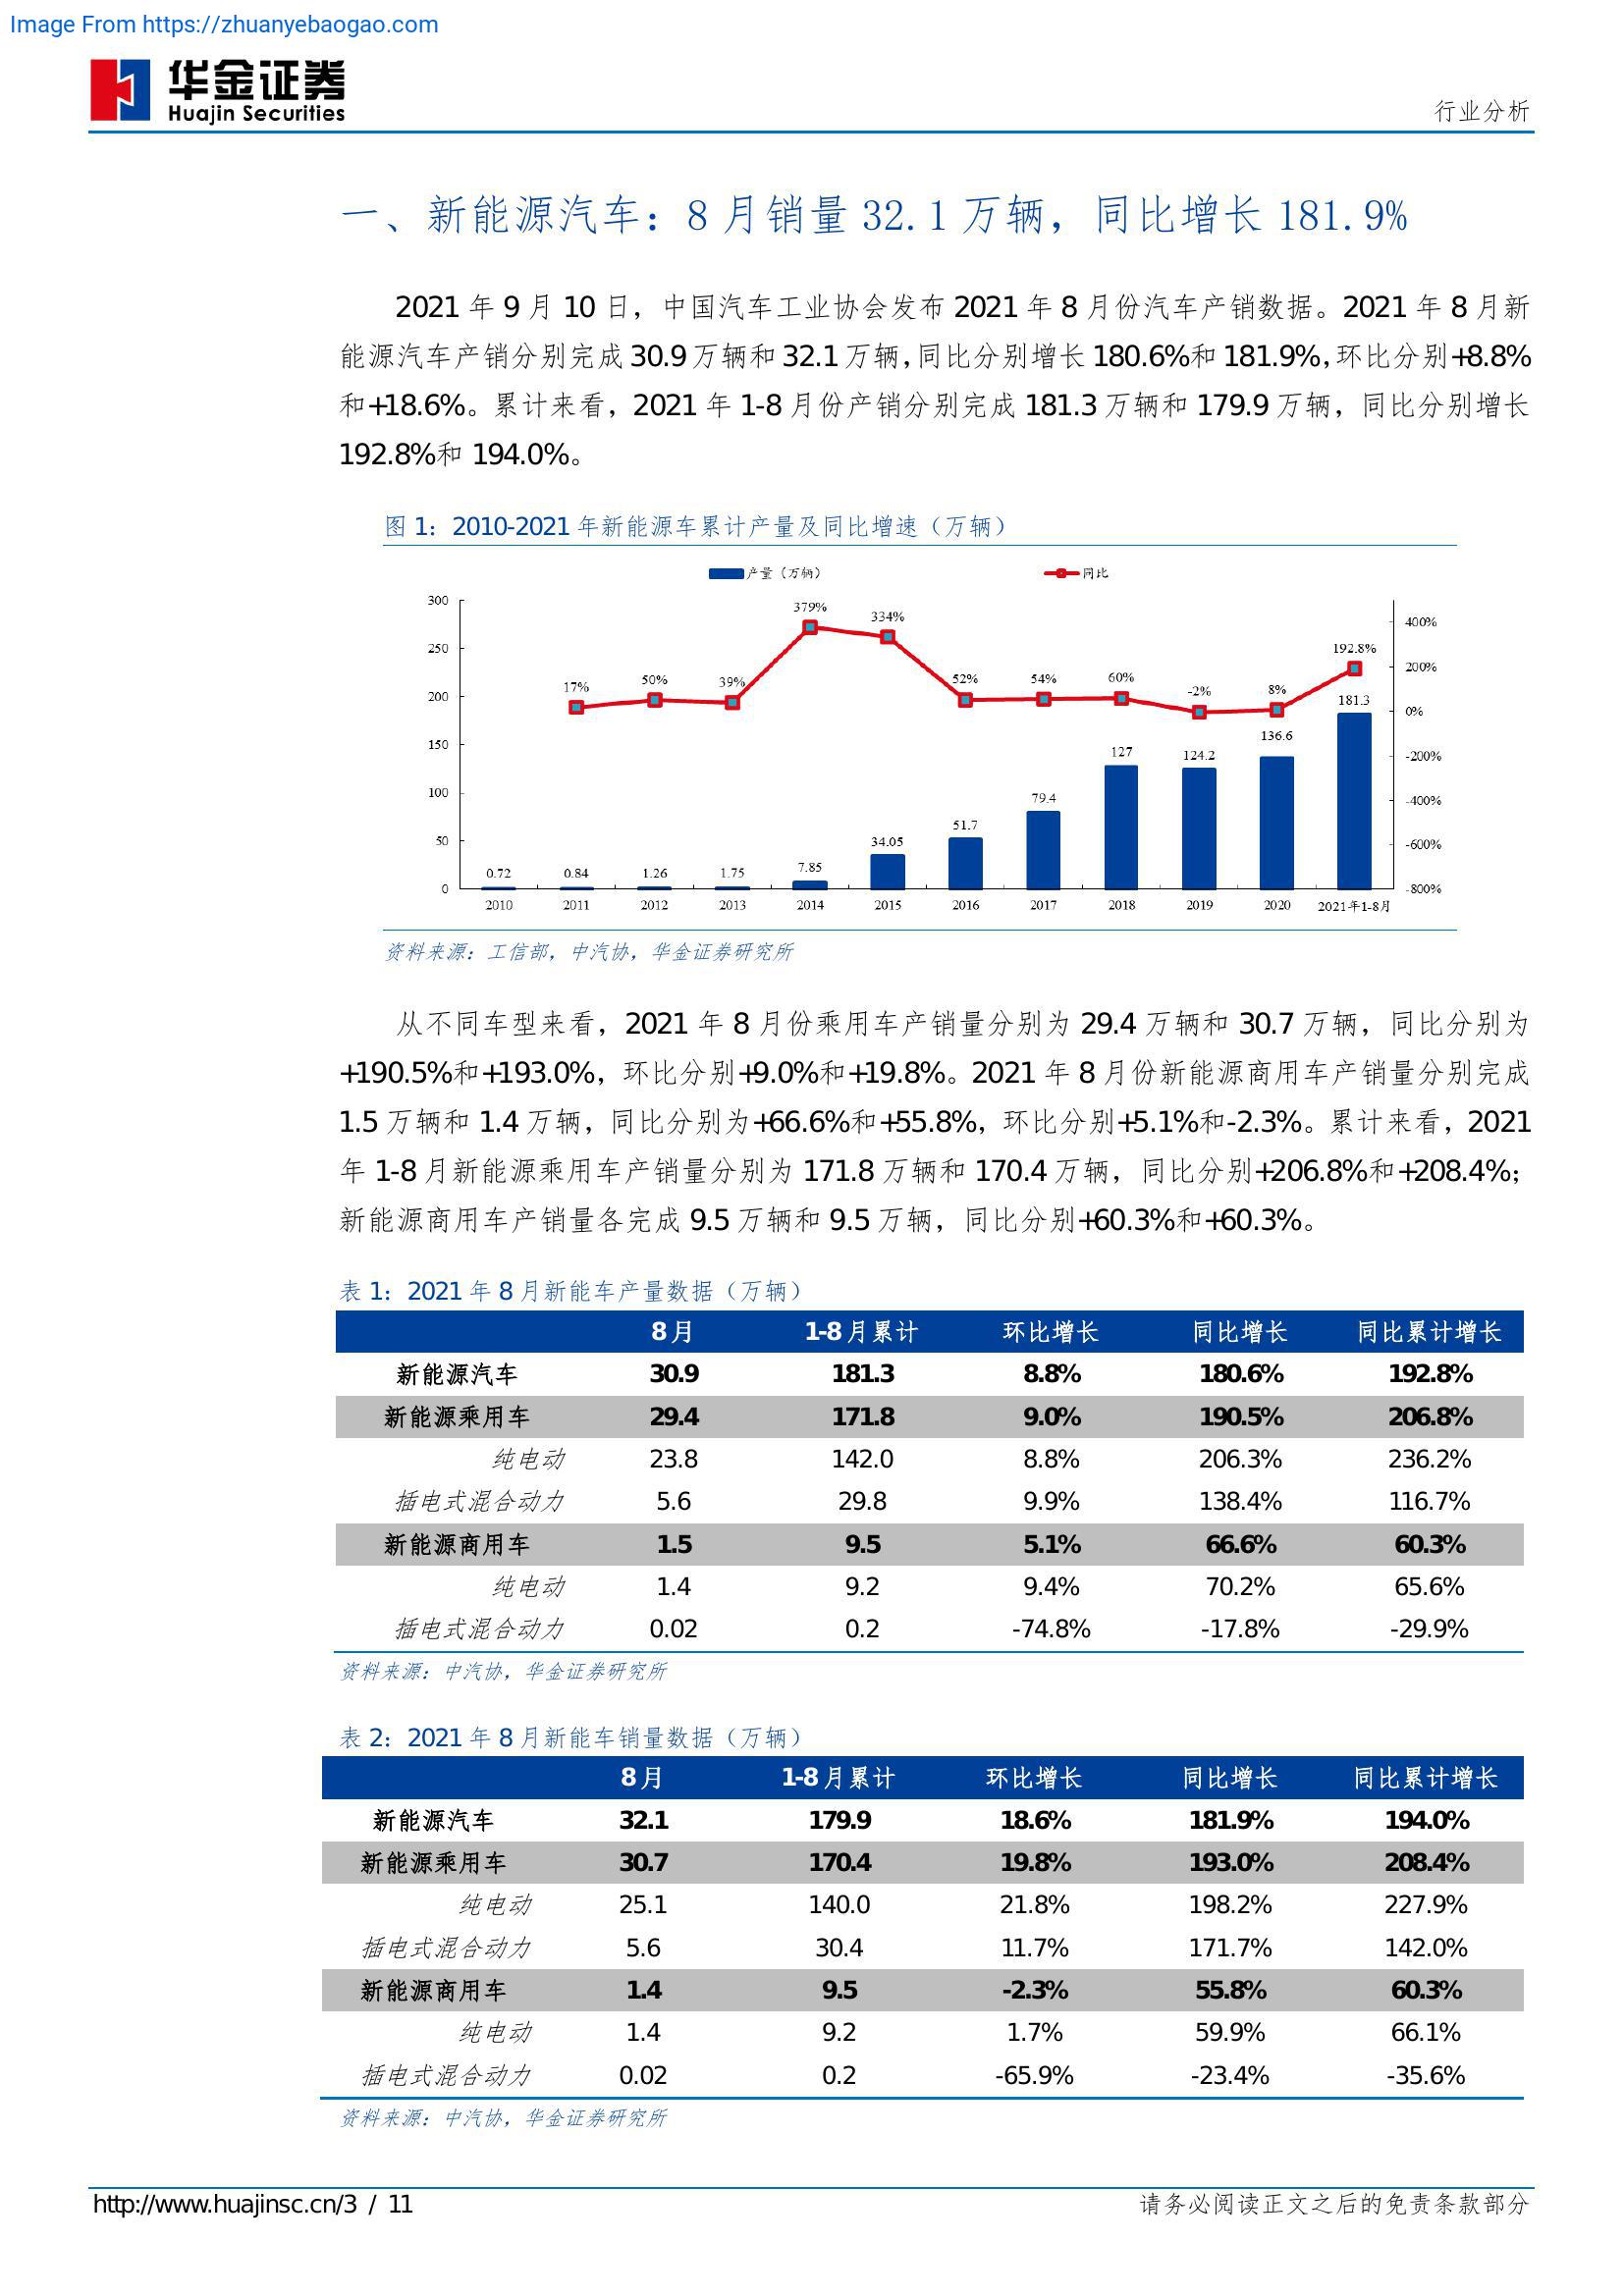 Image From https://zhuanyebaogao.com
华金证券
Huajin Securities
行业分析
一、新能源汽车：8 月销量 32.1 万辆，同比增长 181.9%
2021 年 9 月 10 日，中国汽车工业协会发布 2021 年 8 月份汽车产销数据。2021 年 8 月新
能源汽车产销分别完成 30.9 万辆和 32.1 万辆，同比分别增长 180.6%和 181.9%，环比分别+8.8%
和+18.6%。累计来看，2021 年 1-8 月份产销分别完成 181.3 万辆和 179.9 万辆，同比分别增长
192.8%和 194.0%。
图 1：2010-2021 年新能源车累计产量及同比增速（万辆）
产量（万辆） 同比
300 250 200 150 100 50 0
400% 200% 0% -200% -400% -600% -800%
17% 50% 39% 379% 334% 52% 54% 60% -2% 8% 192.8%
0.72 0.84 1.26 1.75 7.85 34.05 51.7 79.4 127 124.2 136.6 181.3
2010 2011 2012 2013 2014 2015 2016 2017 2018 2019 2020 2021年1-8月
资料来源：工信部，中汽协，华金证券研究所
从不同车型来看，2021 年 8 月份乘用车产销量分别为 29.4 万辆和 30.7 万辆，同比分别为
+190.5%和+193.0%，环比分别+9.0%和+19.8%。2021 年 8 月份新能源商用车产销量分别完成
1.5 万辆和 1.4 万辆，同比分别为+66.6%和+55.8%，环比分别+5.1%和-2.3%。累计来看，2021
年 1-8 月新能源乘用车产销量分别为 171.8 万辆和 170.4 万辆，同比分别+206.8%和+208.4%；
新能源商用车产销量各完成 9.5 万辆和 9.5 万辆，同比分别+60.3%和+60.3%。
表 1：2021 年 8 月新能车产量数据（万辆）
8 月 1-8 月累计 环比增长 同比增长 同比累计增长
新能源汽车 30.9 181.3 8.8% 180.6% 192.8%
新能源乘用车 29.4 171.8 9.0% 190.5% 206.8%
纯电动 23.8 142.0 8.8% 206.3% 236.2%
插电式混合动力 5.6 29.8 9.9% 138.4% 116.7%
新能源商用车 1.5 9.5 5.1% 66.6% 60.3%
纯电动 1.4 9.2 9.4% 70.2% 65.6%
插电式混合动力 0.02 0.2 -74.8% -17.8% -29.9%
资料来源：中汽协，华金证券研究所
表 2：2021 年 8 月新能车销量数据（万辆）
8 月 1-8 月累计 环比增长 同比增长 同比累计增长
新能源汽车 32.1 179.9 18.6% 181.9% 194.0%
新能源乘用车 30.7 170.4 19.8% 193.0% 208.4%
纯电动 25.1 140.0 21.8% 198.2% 227.9%
插电式混合动力 5.6 30.4 11.7% 171.7% 142.0%
新能源商用车 1.4 9.5 -2.3% 55.8% 60.3%
纯电动 1.4 9.2 1.7% 59.9% 66.1%
插电式混合动力 0.02 0.2 -65.9% -23.4% -35.6%
资料来源：中汽协，华金证券研究所
http://www.huajinsc.cn/3 / 11
请务必阅读正文之后的免责条款部分